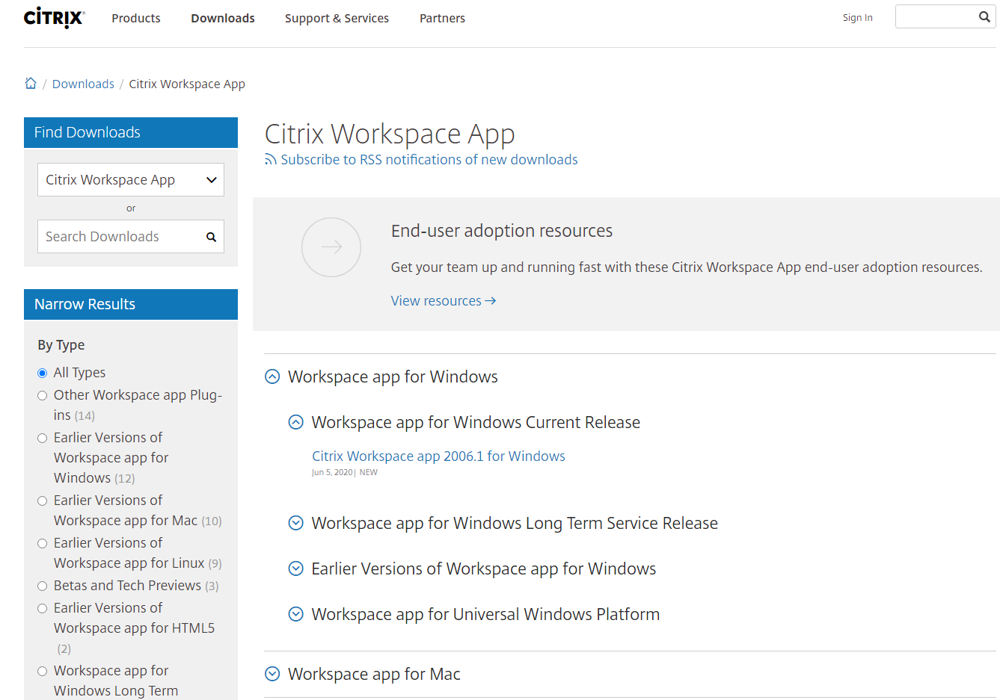 CİTRIX®
Products
Downloads
Support & Services
Partners
Sign In
/ Downloads / Citrix Workspace App
Find Downloads
Citrix Workspace App
or
Search Downloads
Narrow Results
By Type
All Types
Other Workspace app Plug-
ins (14)
Earlier Versions of
Workspace app for
Windows (12)
Earlier Versions of
Workspace app for Mac (10)
Earlier Versions of
Workspace app for Linux (9)
Betas and Tech Previews (3)
Earlier Versions of
Workspace app for HTML5
(2)
Workspace app for
Windows Long Term
Citrix Workspace App
Subscribe to RSS notifications of new downloads
End-user adoption resources
Get your team up and running fast with these Citrix Workspace App end-user adoption resources.
View resources →
Workspace app for Windows
Workspace app for Windows Current Release
Citrix Workspace app 2006.1 for Windows
Jun 5, 2020 | NEW
Workspace app for Windows Long Term Service Release
Earlier Versions of Workspace app for Windows
Workspace app for Universal Windows Platform
Workspace app for Mac